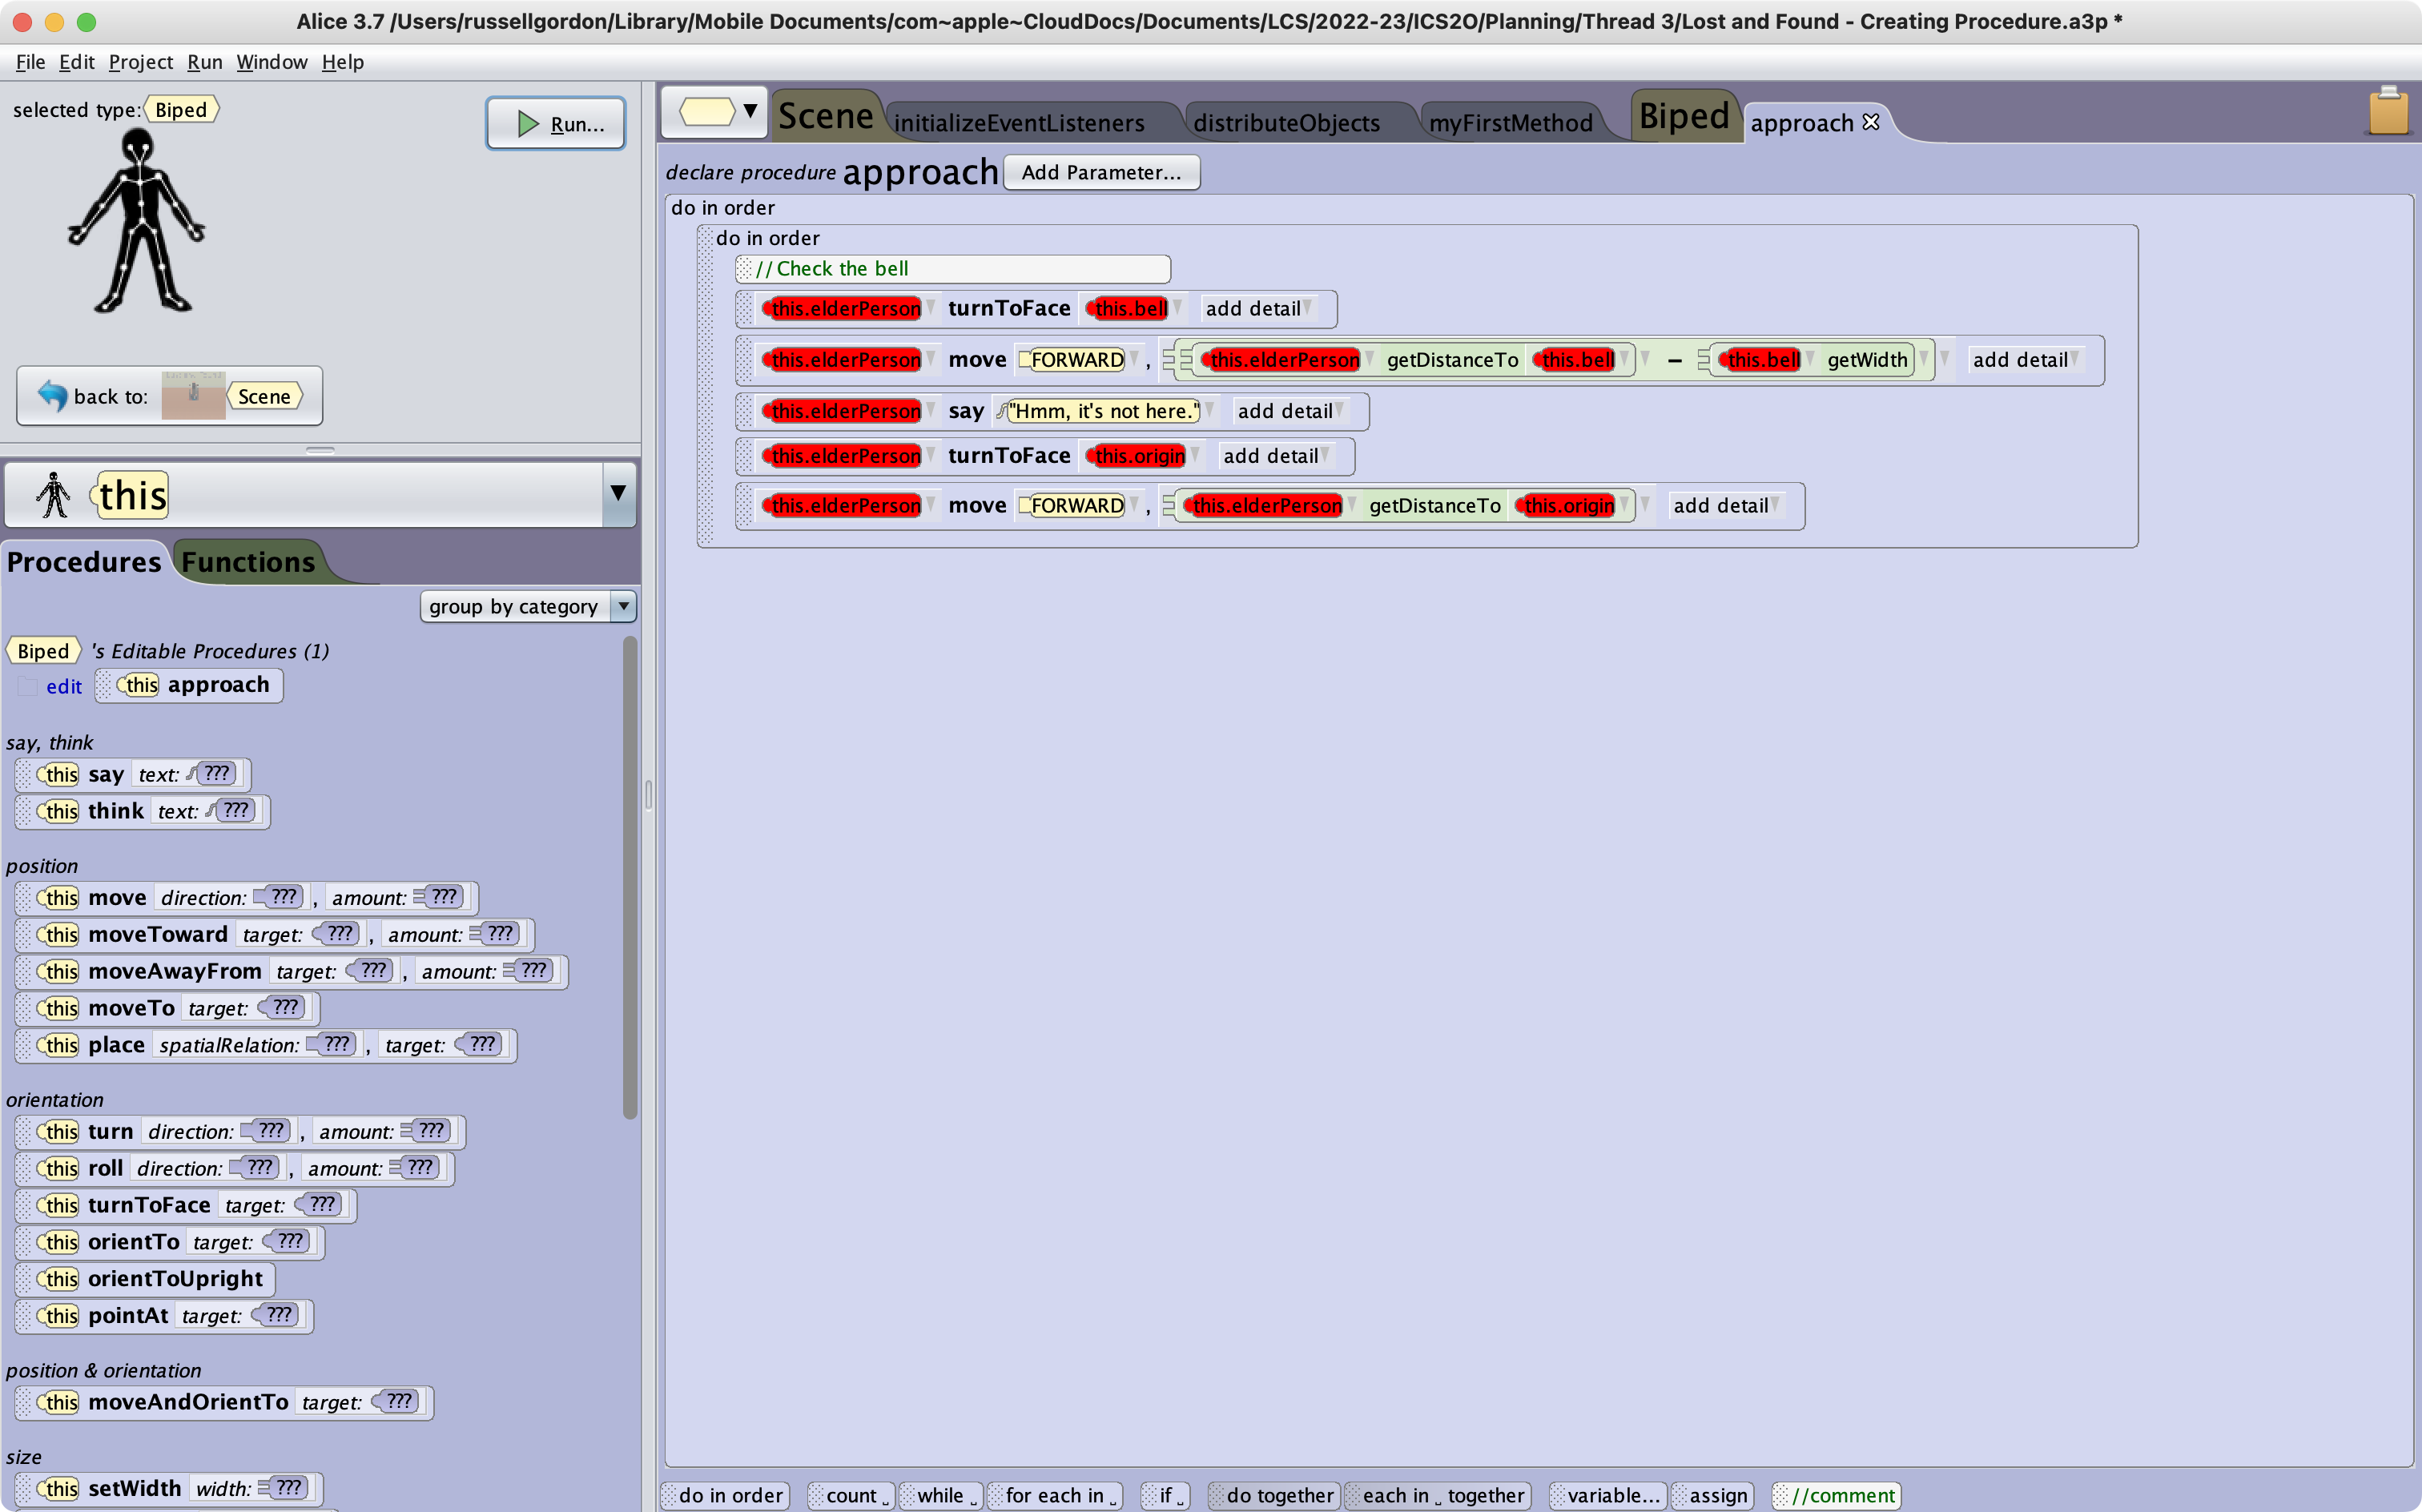 Alice 3.7 /Users/russellgordon/Library/Mobile Documents/com~apple~CloudDocs/Documents/LCS/2022-23/ICS2O/Planning/Thread 3/Lost and Found - Creating Procedure.a3p *
File Edit Project Run Window Help
selected type: Biped
Run...
back to: Scene
this
Procedures Functions
group by category
Biped 's Editable Procedures (1)
edit this approach
say, think
this say text: ???
this think text: ???
position
this move direction: ??? , amount: ???
this moveToward target: ??? , amount: ???
this moveAwayFrom target: ??? , amount: ???
this moveTo target: ???
this place spatialRelation: ??? , target: ???
orientation
this turn direction: ??? , amount: ???
this roll direction: ??? , amount: ???
this turnToFace target: ???
this orientTo target: ???
this orientToUpright
this pointAt target: ???
position & orientation
this moveAndOrientTo target: ???
size
this setWidth width: ???
Scene initializeEventListeners distributeObjects myFirstMethod Biped approach
declare procedure approach Add Parameter...
do in order
do in order
// Check the bell
this.elderPerson turnToFace this.bell add detail
this.elderPerson move FORWARD , this.elderPerson getDistanceTo this.bell - this.bell getWidth add detail
this.elderPerson say "Hmm, it's not here." add detail
this.elderPerson turnToFace this.origin add detail
this.elderPerson move FORWARD , this.elderPerson getDistanceTo this.origin add detail
do in order count while for each in if do together each in together variable... assign //comment